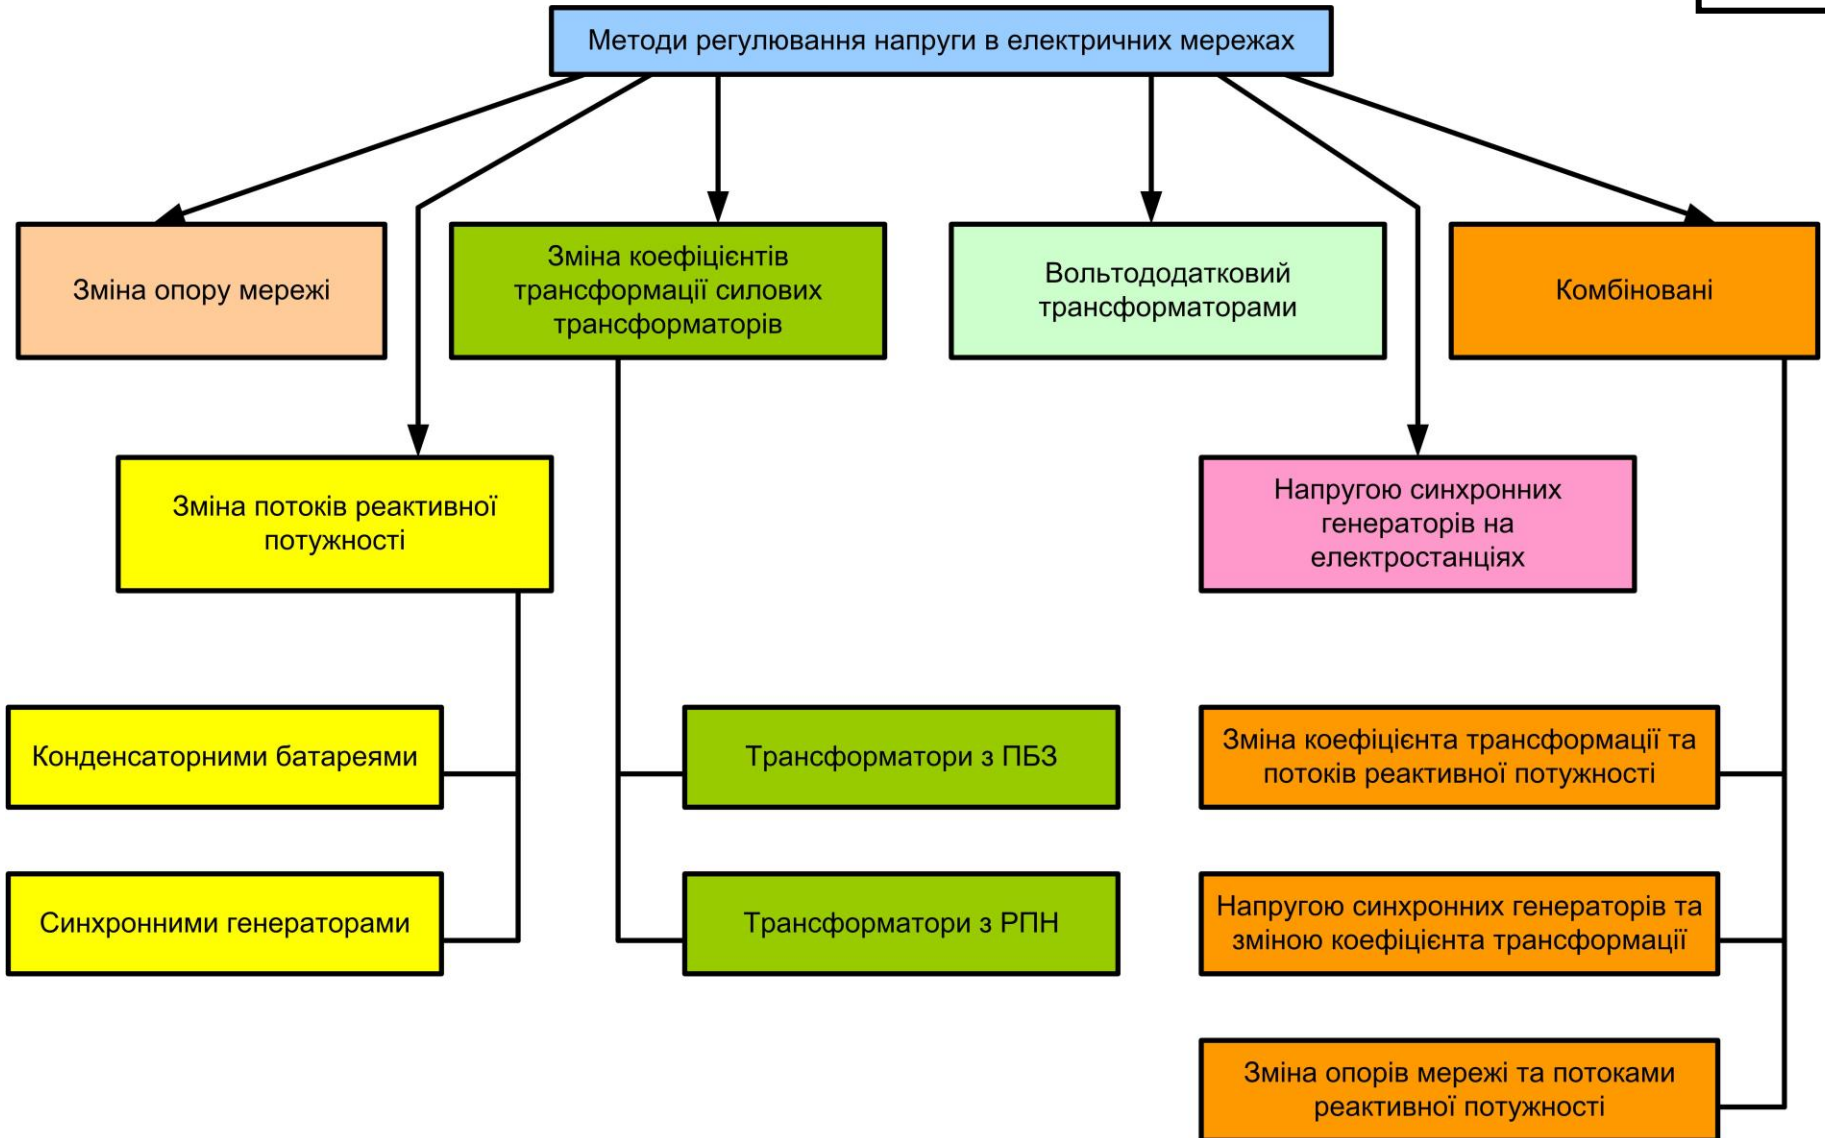 Методи регулювання напруги в електричних мережах
Зміна опору мережі
Зміна коефіцієнтів
трансформації силових
трансформаторів
Вольтододатковий
трансформаторами
Комбіновані
Зміна потоків реактивної
потужності
Напругою синхронних
генераторів на
електростанціях
Конденсаторними батареями
Трансформатори з ПБЗ
Зміна коефіцієнта трансформації та
потоків реактивної потужності
Синхронними генераторами
Трансформатори з РПН
Напругою синхронних генераторів та
зміною коефіцієнта трансформації
Зміна опорів мережі та потоками
реактивної потужності